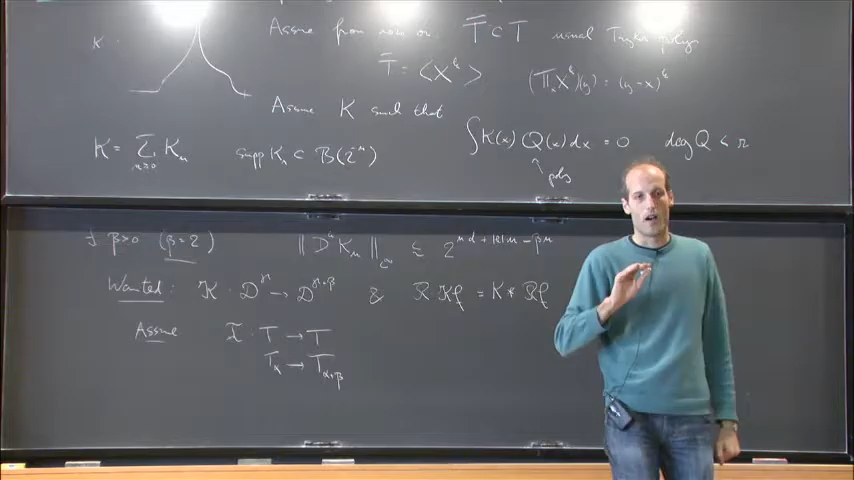 Assume from now on T̄ ⊂ T usual Taylor polys
K
T̄ = <X^k> (Π_x X^k)(y) = (y-x)^k
Assume K such that
K = Σ_{n≥0} K_n supp K_n ⊂ B(2^{-n}) ∫K(x) Q(x) dx = 0 deg Q < r
poly
∃ β>0 (β=2) ‖D^k K_n‖_{L^∞} ≲ 2^{nd+|k|n-βn}
Wanted : 𝒦 : D^γ → D^{γ+β} & R 𝒦f = K * Rf
Assume I : T → T
T_α → T_{α+β}